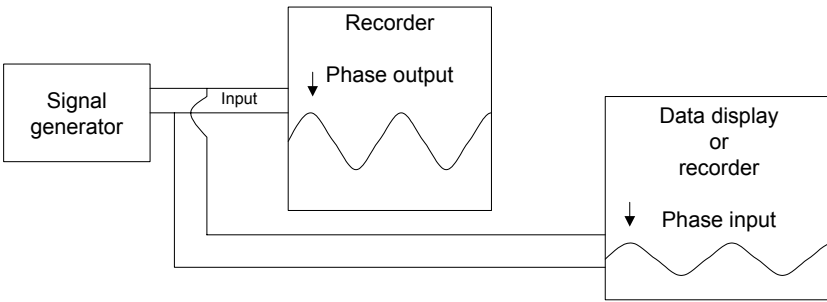 Signal
generator
Input
Recorder
Phase output
Data display
or
recorder
Phase input